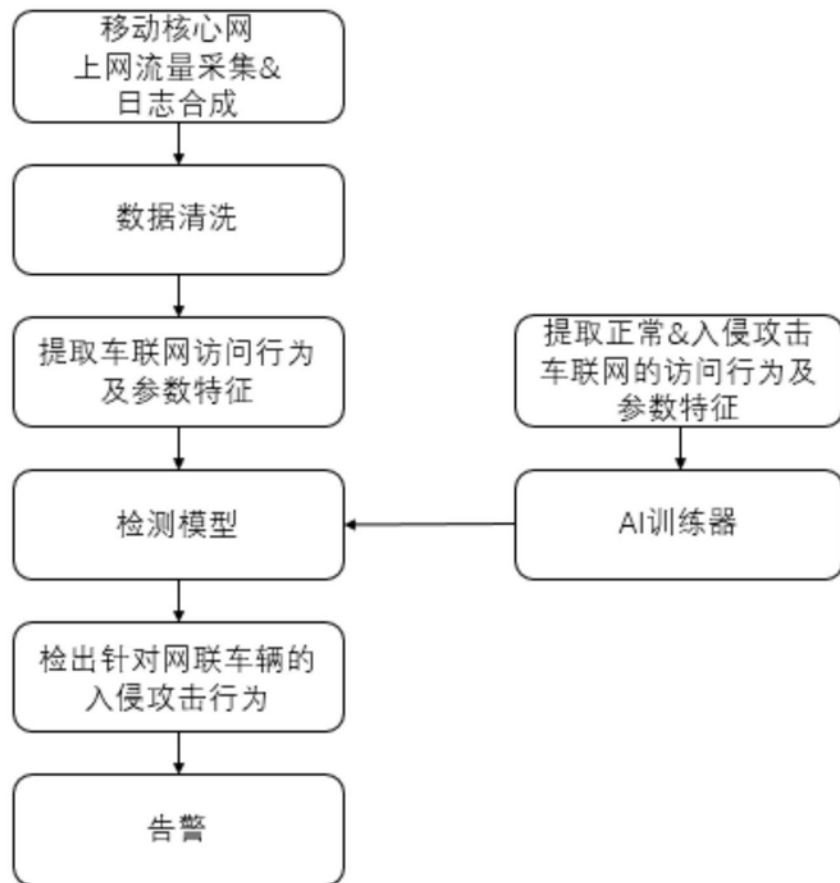 移动核心网
上网流量采集&
日志合成
数据清洗
提取车联网访问行为
及参数特征
提取正常&入侵攻击
车联网的访问行为及
参数特征
检测模型
AI训练器
检出针对网联车辆的
入侵攻击行为
告警